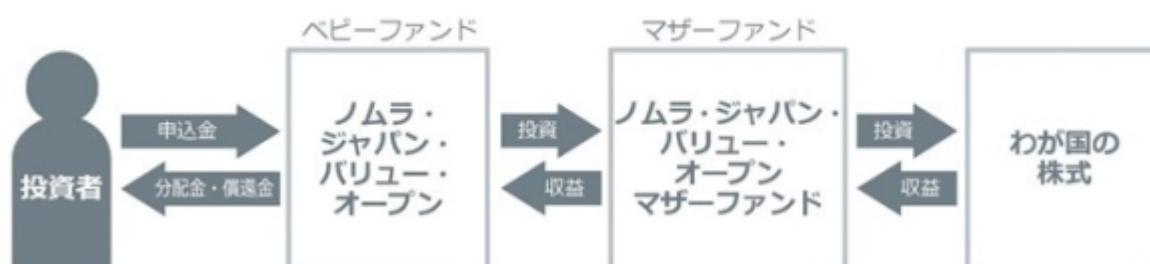 ベビーファンド
マザーファンド
投資者
申込金
分配金・償還金
ノムラ・
ジャパン・
バリュー・
オープン
投資
収益
ノムラ・ジャパン・
バリュー・
オープン
マザーファンド
投資
収益
わが国の
株式